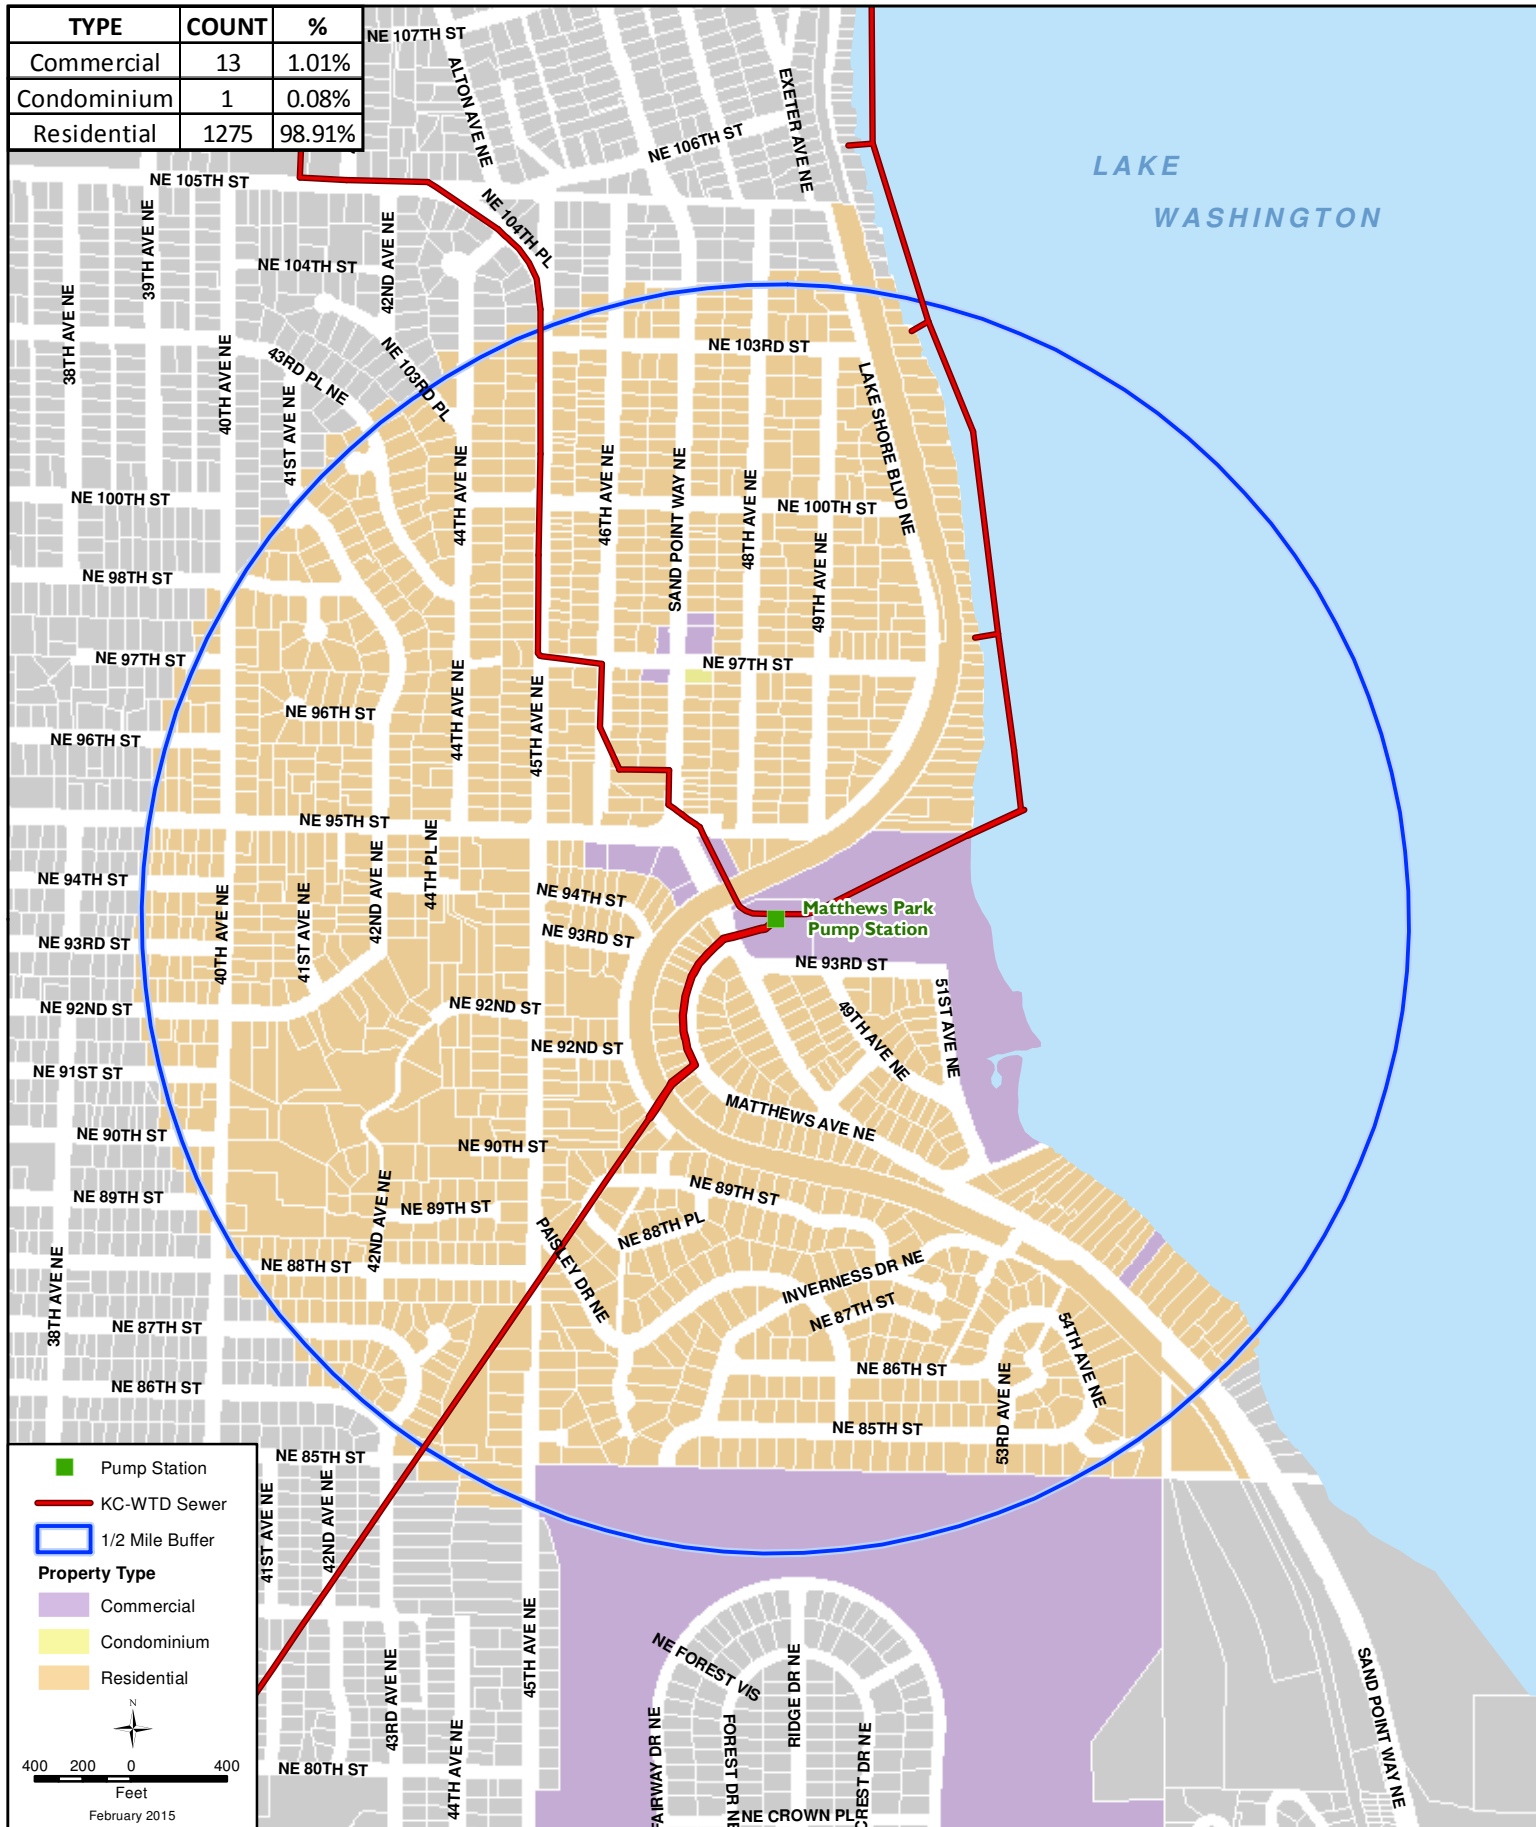 TYPE COUNT %
Commercial 13 1.01%
Condominium 1 0.08%
Residential 1275 98.91%
NE 107TH ST
ALTON AVE NE
EXETER AVE NE
NE 106TH ST
LAKE
WASHINGTON
NE 105TH ST
NE 104TH PL
39TH AVE NE
42ND AVE NE
NE 104TH ST
38TH AVE NE
40TH AVE NE
43RD PL NE
NE 103RD PL
NE 103RD ST
41ST AVE NE
LAKE SHORE BLVD NE
44TH AVE NE
46TH AVE NE
SAND POINT WAY NE
48TH AVE NE
NE 100TH ST
NE 100TH ST
49TH AVE NE
NE 98TH ST
NE 97TH ST
NE 97TH ST
44TH AVE NE
45TH AVE NE
NE 96TH ST
NE 96TH ST
NE 95TH ST
44TH PL NE
42ND AVE NE
NE 94TH ST
NE 94TH ST
41ST AVE NE
40TH AVE NE
Matthews Park
Pump Station
NE 93RD ST
NE 93RD ST
NE 93RD ST
51ST AVE NE
NE 92ND ST
NE 92ND ST
49TH AVE NE
NE 92ND ST
NE 91ST ST
MATTHEWS AVE NE
NE 90TH ST
NE 90TH ST
NE 89TH ST
NE 89TH ST
NE 89TH ST
42ND AVE NE
PAISLEY DR NE
NE 88TH PL
38TH AVE NE
NE 88TH ST
INVERNESS DR NE
NE 87TH ST
NE 87TH ST
54TH AVE NE
NE 86TH ST
NE 86TH ST
53RD AVE NE
NE 85TH ST
NE 85TH ST
Pump Station
KC-WTD Sewer
1/2 Mile Buffer
Property Type
Commercial
Condominium
Residential
N
400 200 0 400
Feet
February 2015
41ST AVE NE
42ND AVE NE
43RD AVE NE
44TH AVE NE
45TH AVE NE
NE 80TH ST
NE FOREST VIS
RIDGE DR NE
FAIRWAY DR NE
FOREST DR NE
CREST DR NE
NE CROWN PL
SAND POINT WAY NE